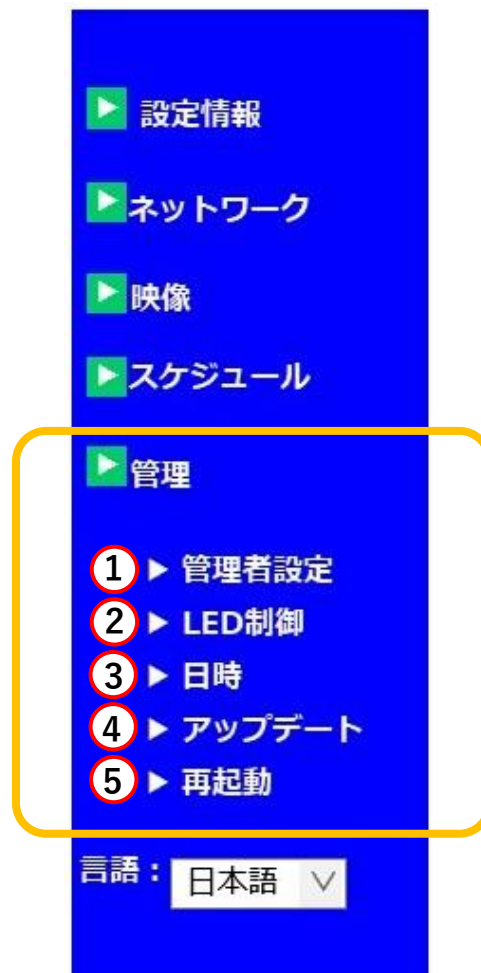 設定情報
ネットワーク
映像
スケジュール
管理
1 ▶ 管理者設定
2 ▶ LED制御
3 ▶ 日時
4 ▶ アップデート
5 ▶ 再起動
言語： 日本語